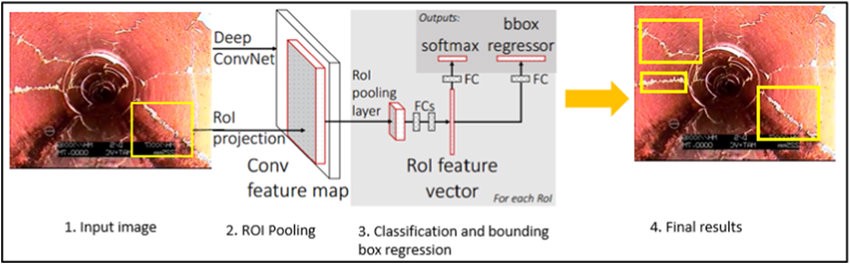 Deep
ConvNet
RoI
projection
Conv
feature map
RoI
pooling
layer
FCs
Outputs:
softmax
bbox
regressor
FC
FC
RoI feature
vector
For each RoI
1. Input image
2. ROI Pooling
3. Classification and bounding
box regression
4. Final results